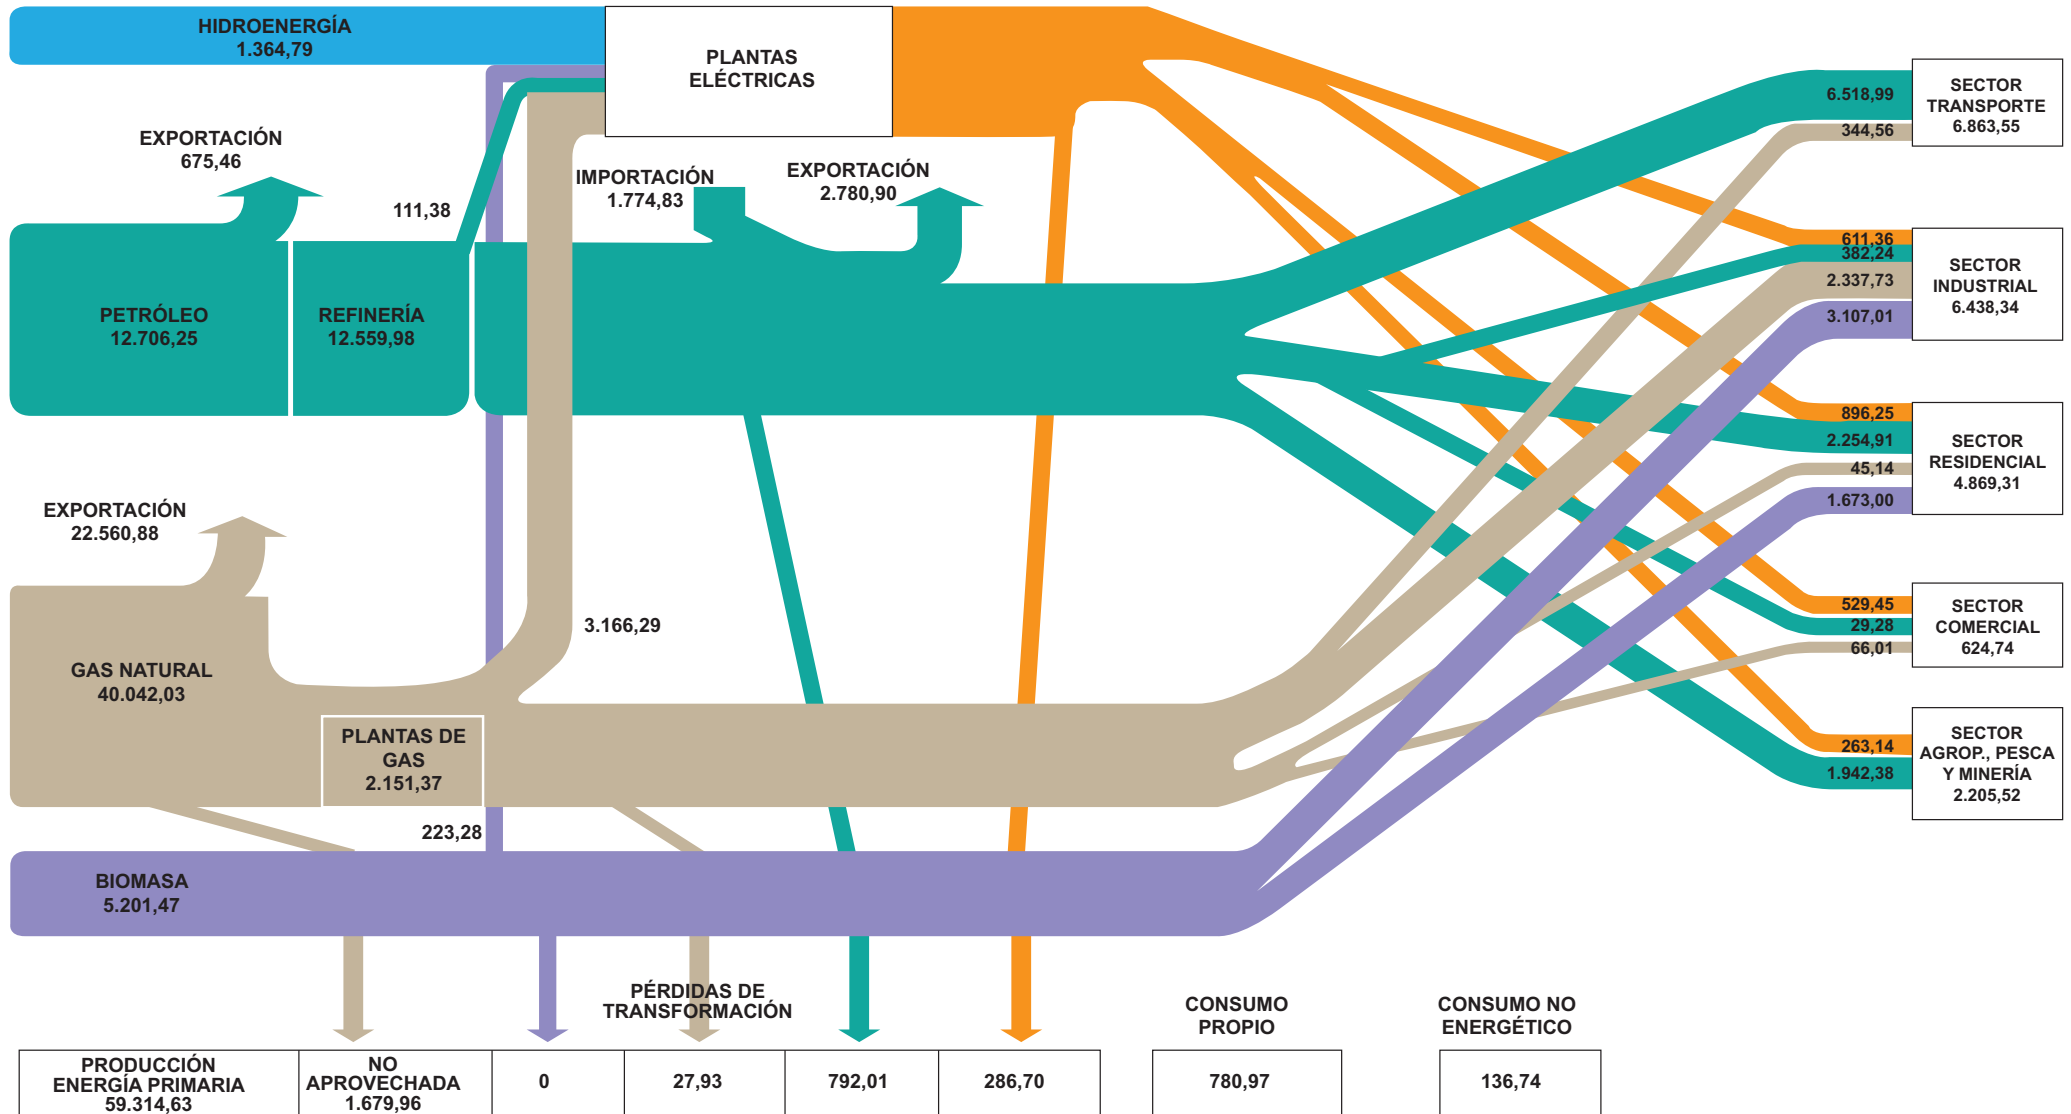 HIDROENERGÍA
1.364,79
PLANTAS
ELÉCTRICAS
EXPORTACIÓN
675,46
111,38
IMPORTACIÓN
1.774,83
EXPORTACIÓN
2.780,90
PETRÓLEO
12.706,25
REFINERÍA
12.559,98
EXPORTACIÓN
22.560,88
3.166,29
GAS NATURAL
40.042,03
PLANTAS DE
GAS
2.151,37
223,28
BIOMASA
5.201,47
6.518,99
344,56
SECTOR
TRANSPORTE
6.863,55
611,36
382,24
2.337,73
3.107,01
SECTOR
INDUSTRIAL
6.438,34
896,25
2.254,91
45,14
1.673,00
SECTOR
RESIDENCIAL
4.869,31
529,45
29,28
66,01
SECTOR
COMERCIAL
624,74
263,14
1.942,38
SECTOR
AGROP., PESCA
Y MINERÍA
2.205,52
PÉRDIDAS DE
TRANSFORMACIÓN
CONSUMO
PROPIO
CONSUMO NO
ENERGÉTICO
PRODUCCIÓN
ENERGÍA PRIMARIA
59.314,63
NO
APROVECHADA
1.679,96
0
27,93
792,01
286,70
780,97
136,74